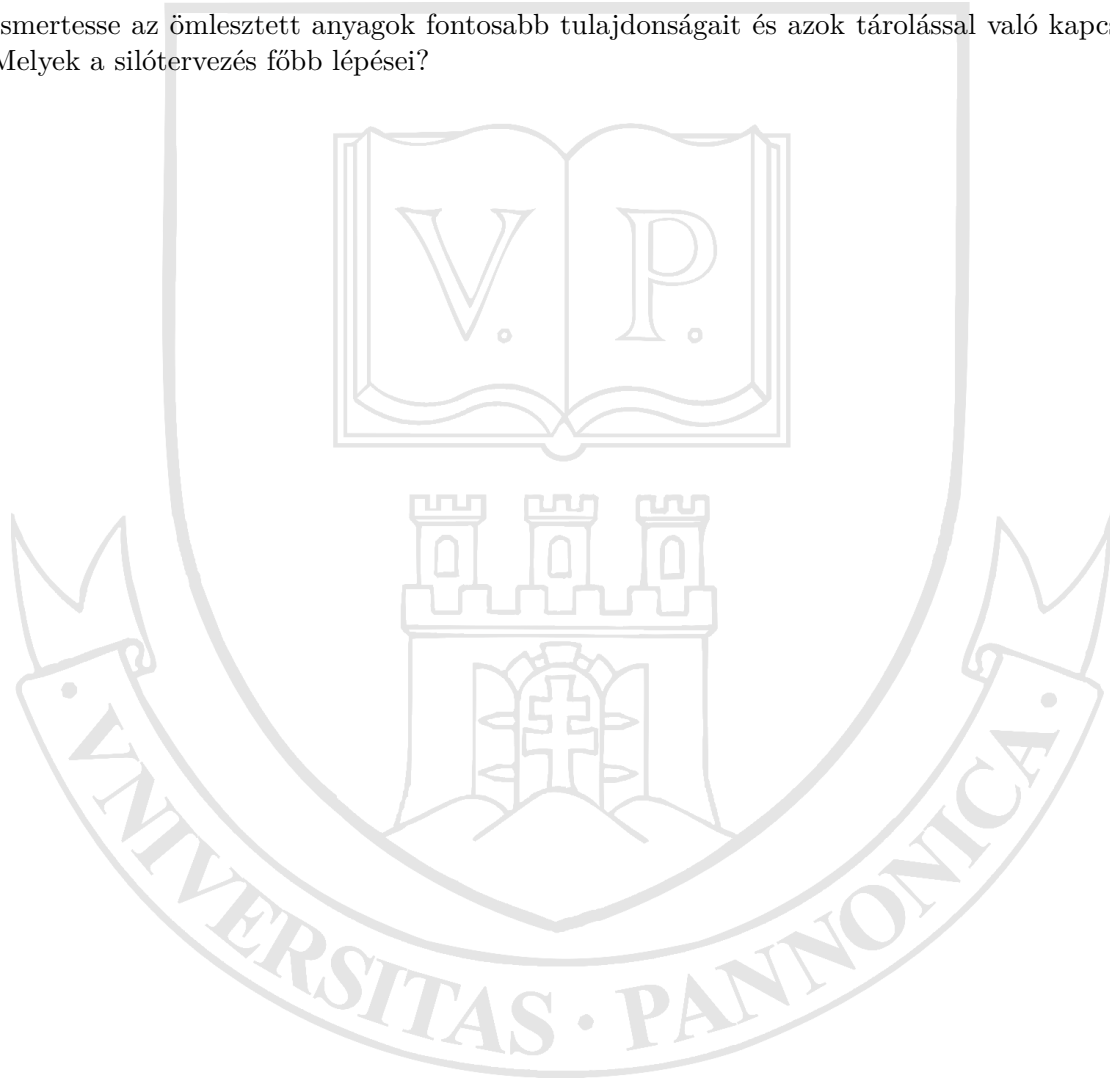 smertesse az ömlesztett anyagok fontosabb tulajdonságait és azok tárolással való kapcs
Melyek a silótervezés főbb lépései?
V. P.
· VNIVERSITAS · PANNONICA ·